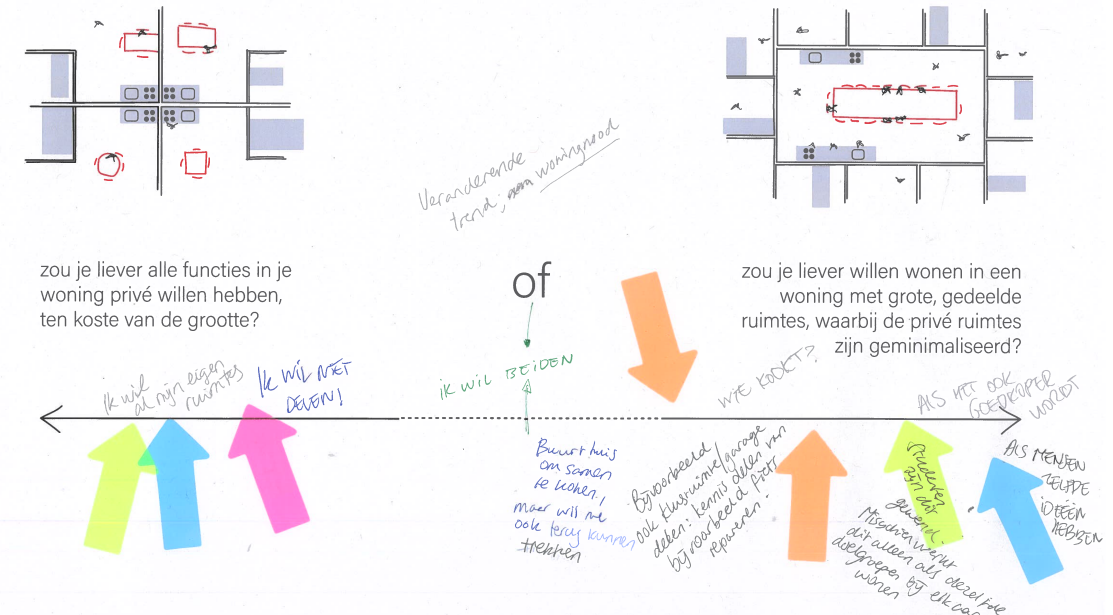 Veranderende
trend; woningnood
zou je liever alle functies in je
woning privé willen hebben,
ten koste van de grootte?
of
zou je liever willen wonen in een
woning met grote, gedeelde
ruimtes, waarbij de privé ruimtes
zijn geminimaliseerd?
ik wil
al mijn eigen
ruimtes
Ik WIL NIET
DELEN!
ik WIL BEIDEN
WIE KOOKT?
ALS HET OOK
GOEDKOPER
WORDT
Buurthuis
om samen
te koken,
maar wil me
ook terug kunnen
trekken
Bijvoorbeeld
ook klusruimte/garage
delen: kennis delen van
bijvoorbeeld fiets
repareren!
studenten
zijn dit
gewend.
Misschien werkt
dit alleen als dezelfde
doelgroepen bij elkaar
wonen
ALS MENSEN
ZELFDE
iDEEËN
HEBBEN